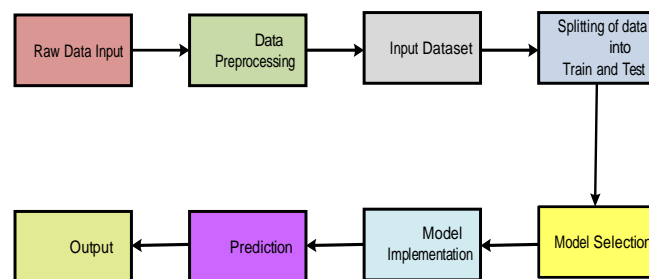 Raw Data Input
Data
Preprocessing
Input Dataset
Splitting of data
into
Train and Test
Model Selection
Model
Implementation
Prediction
Output